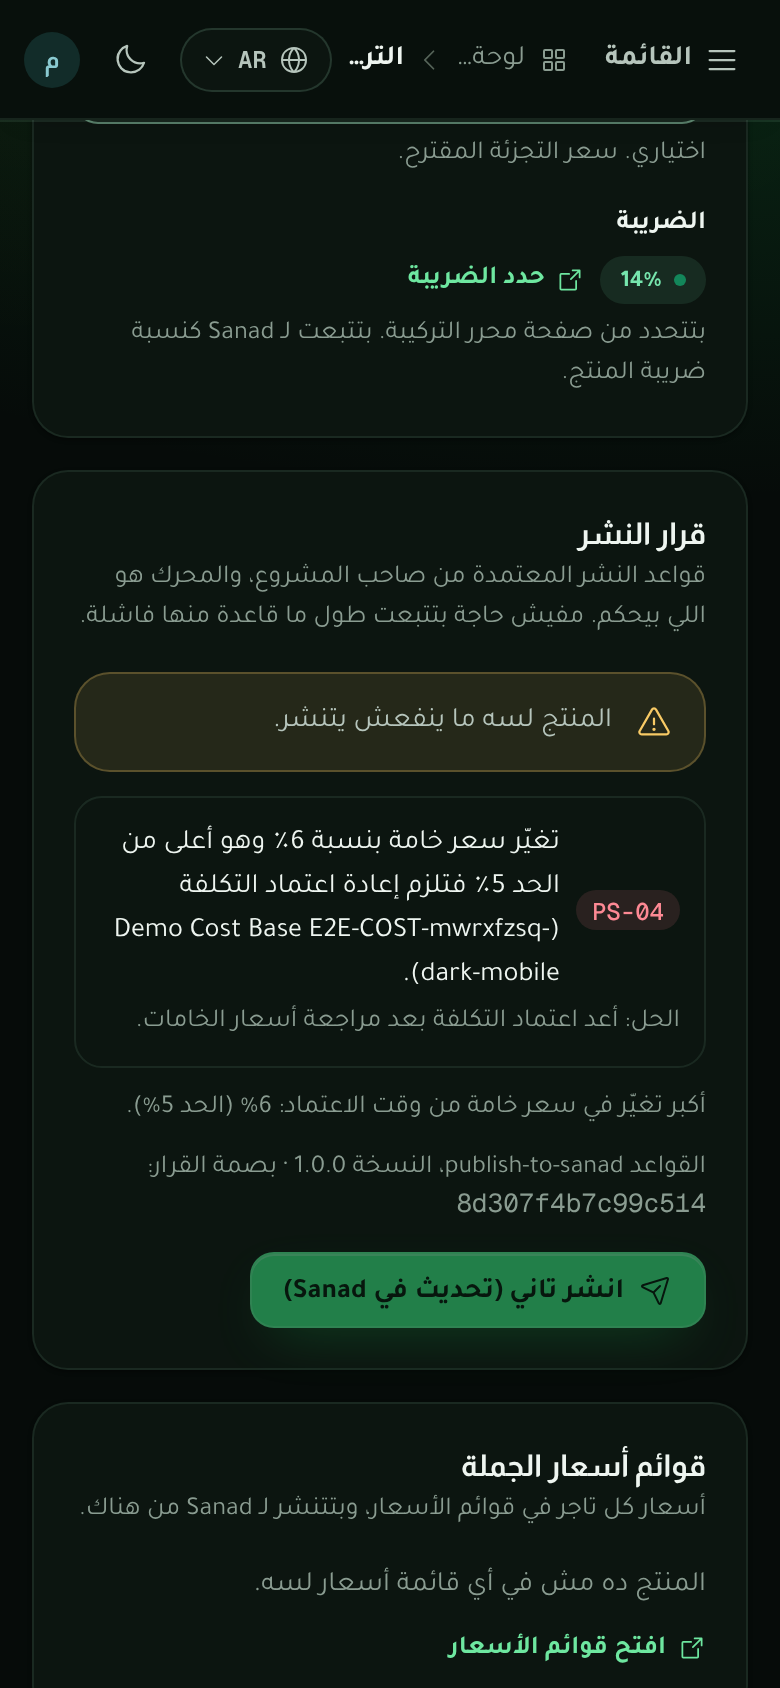 القائمة
لوحة...
التر...
AR
م
اختياري. سعر التجزئة المقترح.
الضريبة
14%
حدد الضريبة
بتتحدد من صفحة محرر التركيبة. بتتبعت لـ Sanad كنسبة
ضريبة المنتج.
قرار النشر
قواعد النشر المعتمدة من صاحب المشروع، والمحرك هو
اللي بيحكم. مفيش حاجة بتتبعت طول ما قاعدة منها فاشلة.
المنتج لسه ما ينفعش يتنشر.
PS-04
تغيّر سعر خامة بنسبة 6٪ وهو أعلى من
الحد 5٪ فتلزم إعادة اعتماد التكلفة
(Demo Cost Base E2E-COST-mwrxfzsq-
dark-mobile).
الحل: أعد اعتماد التكلفة بعد مراجعة أسعار الخامات.
أكبر تغيّر في سعر خامة من وقت الاعتماد: 6% (الحد 5%).
القواعد publish-to-sanad، النسخة 1.0.0 · بصمة القرار:
8d307f4b7c99c514
انشر تاني (تحديث في Sanad)
قوائم أسعار الجملة
أسعار كل تاجر في قوائم الأسعار، وبتتنشر لـ Sanad من هناك.
المنتج ده مش في أي قائمة أسعار لسه.
افتح قوائم الأسعار